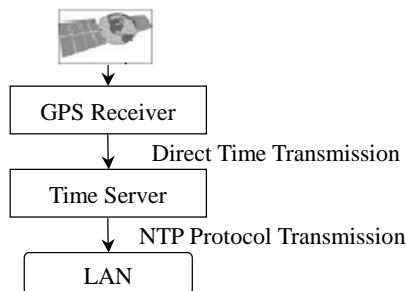 GPS Receiver
Direct Time Transmission
Time Server
NTP Protocol Transmission
LAN